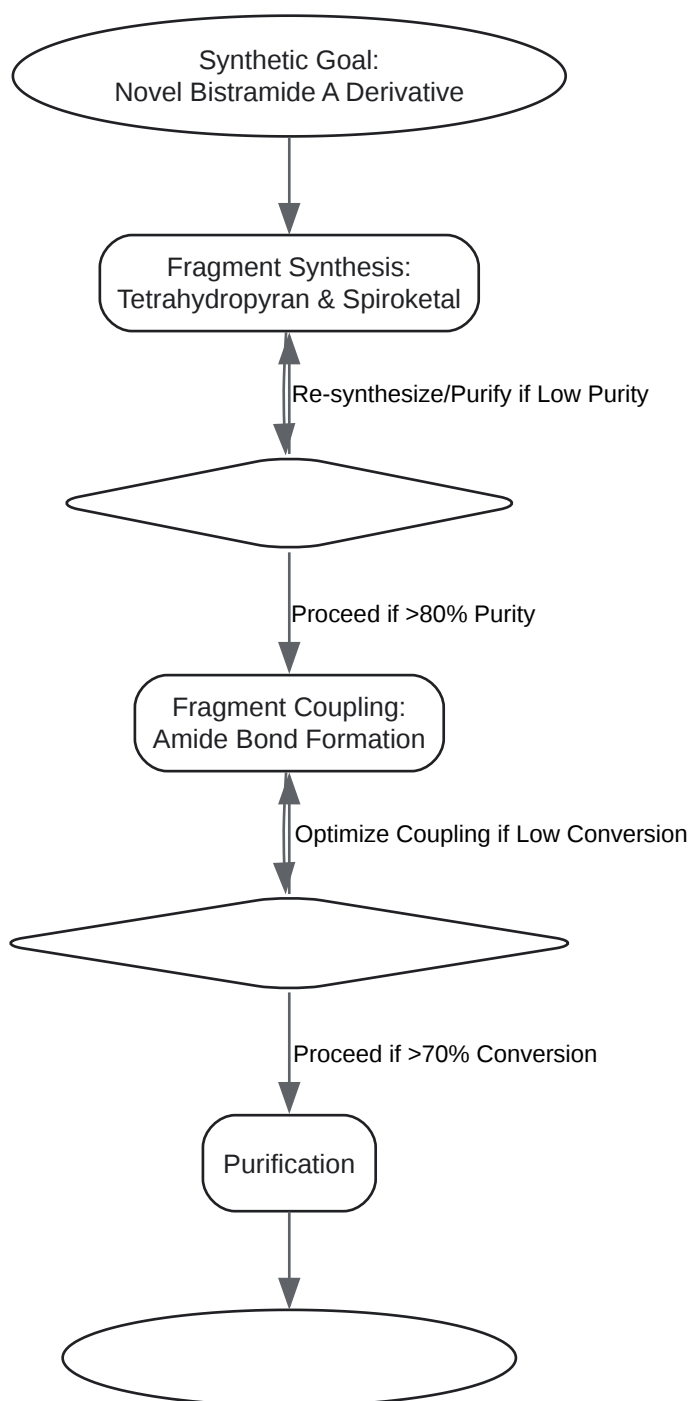 Synthetic Goal:
Novel Bistramide A Derivative
Fragment Synthesis:
Tetrahydropyran & Spiroketal
Re-synthesize/Purify if Low Purity
Proceed if >80% Purity
Fragment Coupling:
Amide Bond Formation
Optimize Coupling if Low Conversion
Proceed if >70% Conversion
Purification